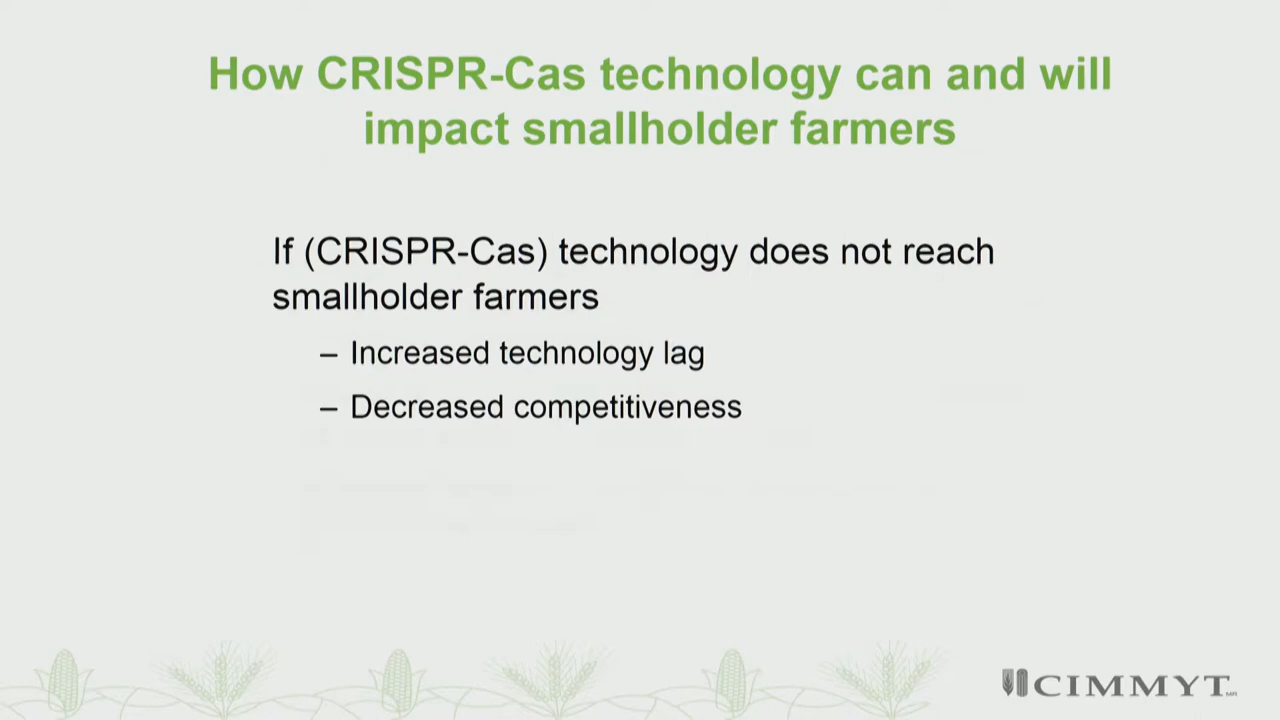 How CRISPR-Cas technology can and will
impact smallholder farmers
If (CRISPR-Cas) technology does not reach
smallholder farmers
– Increased technology lag
– Decreased competitiveness
CIMMYT